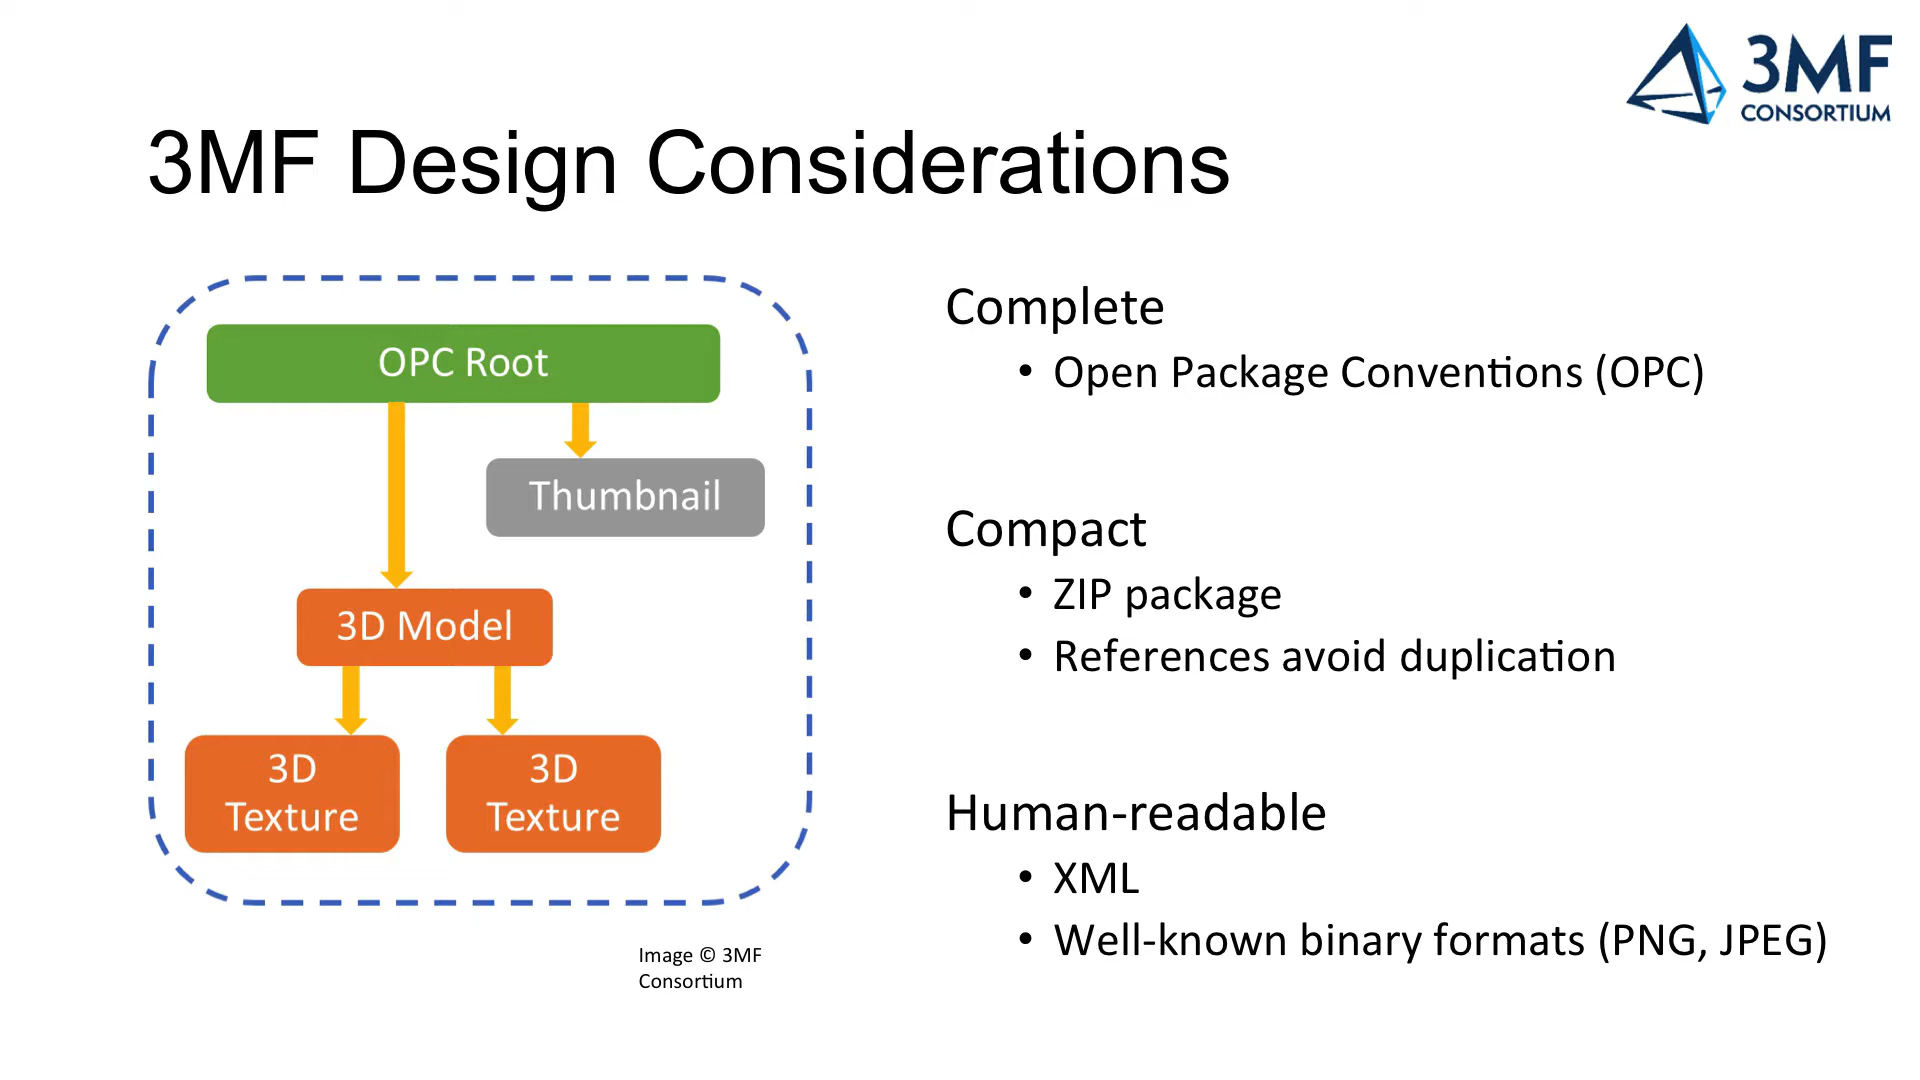 3MF
CONSORTIUM
3MF Design Considerations
OPC Root
Thumbnail
3D Model
3D
Texture
3D
Texture
Image © 3MF
Consortium
Complete
• Open Package Conventions (OPC)
Compact
• ZIP package
• References avoid duplication
Human-readable
• XML
• Well-known binary formats (PNG, JPEG)